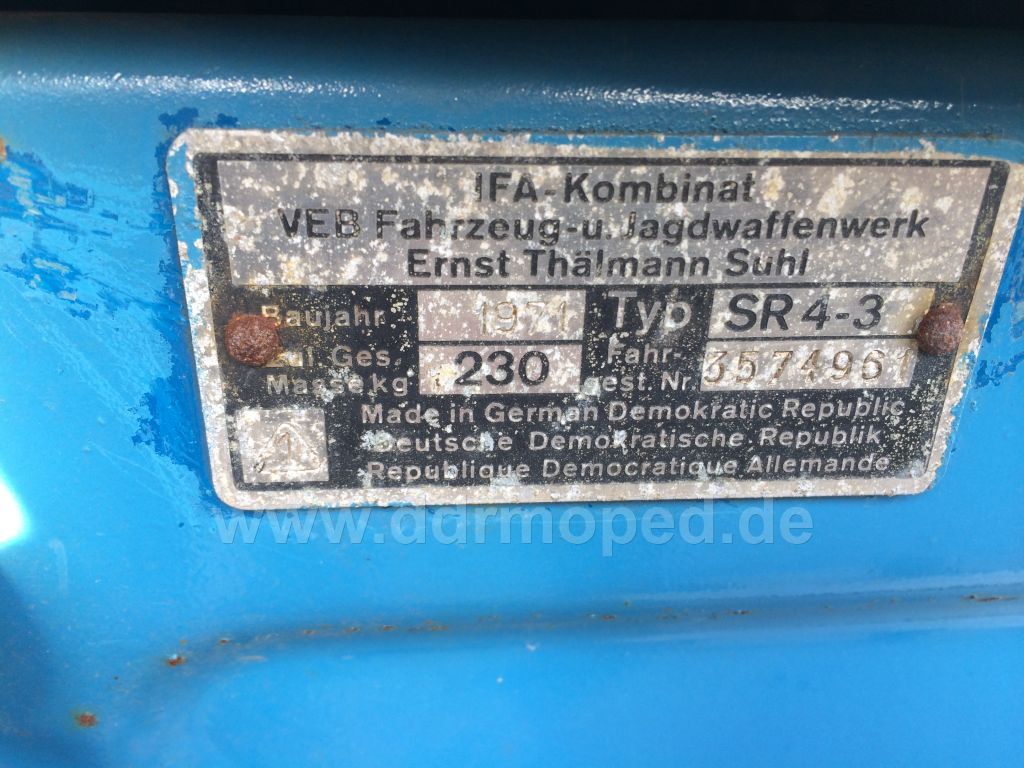 IFA-Kombinat
VEB Fahrzeug-u. Jagdwaffenwerk
Ernst Thälmann Suhl
Baujahr 1971 Typ SR 4-3
Zul. Ges. Masse kg 230 Fahr- gest. Nr. 3574961
1
Made in German Demokratic Republic
Deutsche Demokratische Republik
Republique Democratique Allemande
www.ddrmoped.de